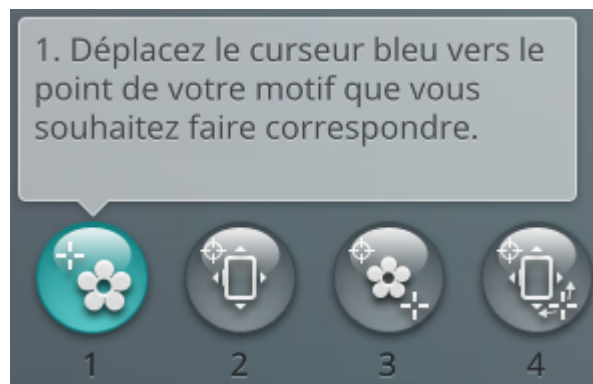 1. Déplacez le curseur bleu vers le
point de votre motif que vous
souhaitez faire correspondre.
1 2 3 4